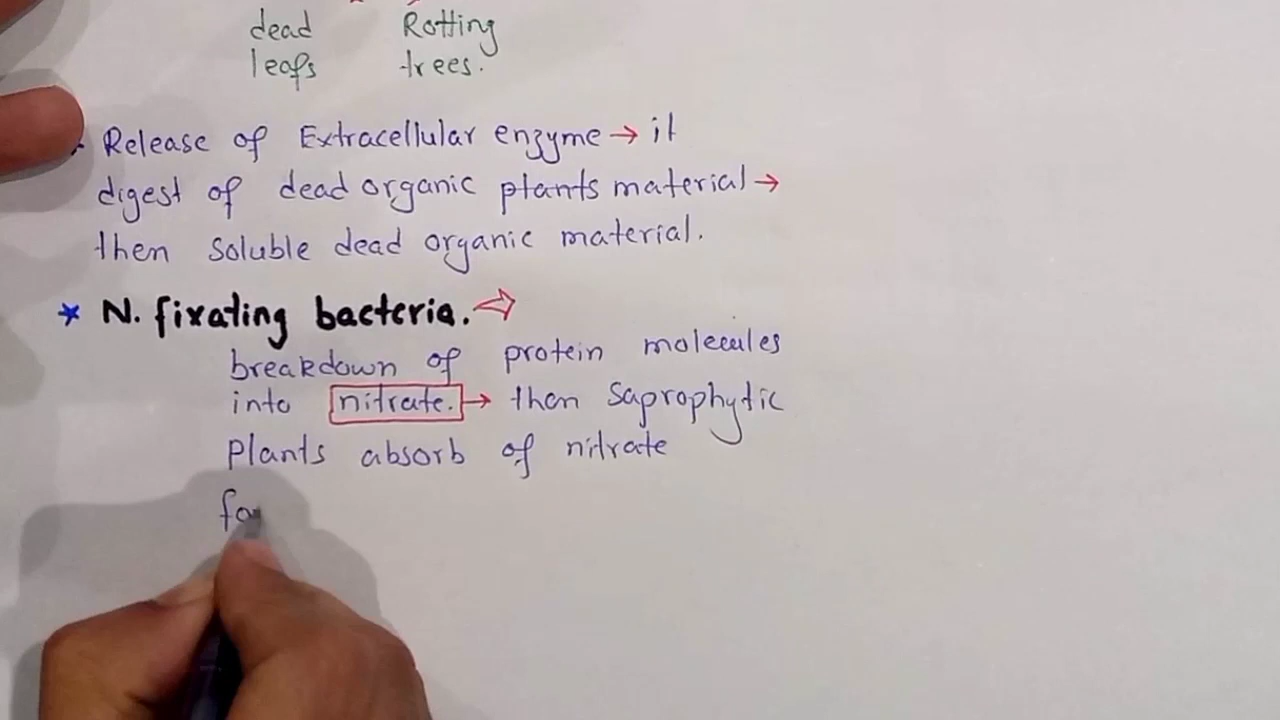 dead Rotting
leafs trees.
Release of Extracellular enzyme → it
digest of dead organic plants material →
then soluble dead organic material.
* N. fixating bacteria. ⇨
breakdown of protein molecules
into nitrate. → then saprophytic
plants absorb of nitrate
fo